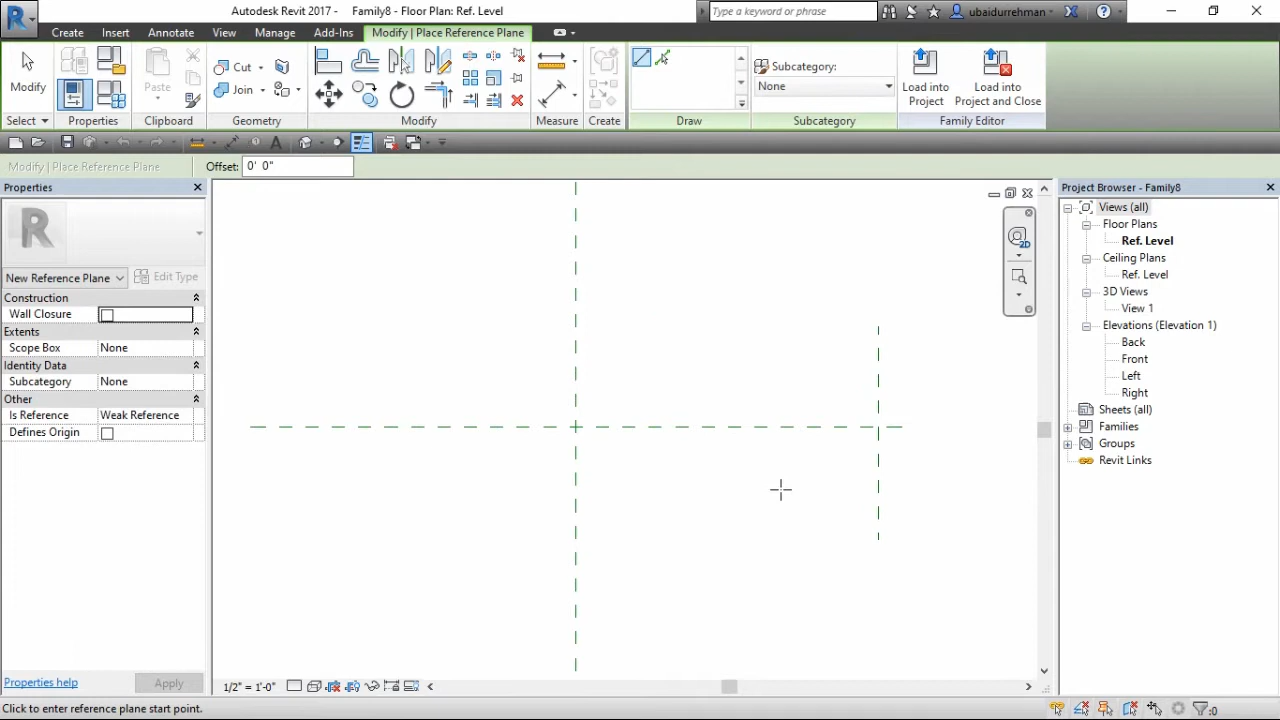 Autodesk Revit 2017 - Family8 - Floor Plan: Ref. Level
Type a keyword or phrase
ubaidurrehman
Create Insert Annotate View Manage Add-Ins Modify | Place Reference Plane
Modify
Paste
Cut
Join
Subcategory:
None
Load into
Project
Load into
Project and Close
Select Properties Clipboard Geometry Modify Measure Create Draw Subcategory Family Editor
Modify | Place Reference Plane Offset: 0' 0"
Properties
New Reference Plane Edit Type
Construction
Wall Closure
Extents
Scope Box None
Identity Data
Subcategory None
Other
Is Reference Weak Reference
Defines Origin
Properties help Apply
2D
1/2" = 1'-0"
Project Browser - Family8
Views (all)
Floor Plans
Ref. Level
Ceiling Plans
Ref. Level
3D Views
View 1
Elevations (Elevation 1)
Back
Front
Left
Right
Sheets (all)
Families
Groups
Revit Links
Click to enter reference plane start point.
:0